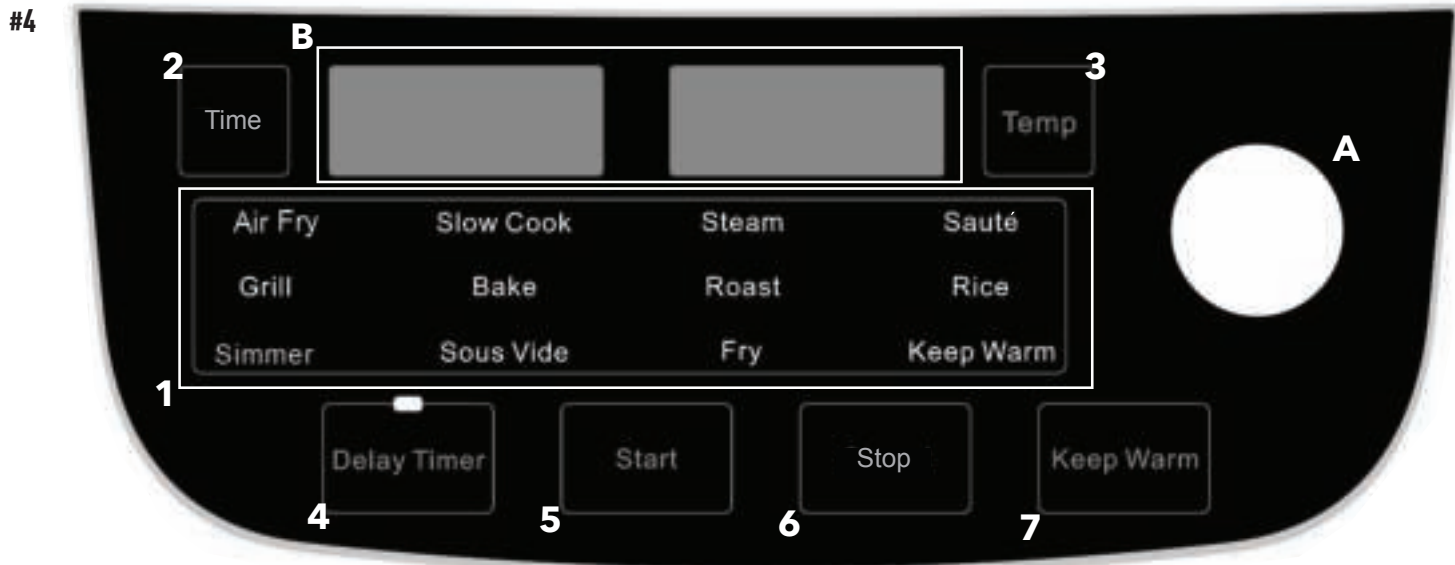 #4
B
2
3
Time
Temp
A
Air Fry Slow Cook Steam Sauté
Grill Bake Roast Rice
Simmer Sous Vide Fry Keep Warm
1
Delay Timer Start Stop Keep Warm
4 5 6 7